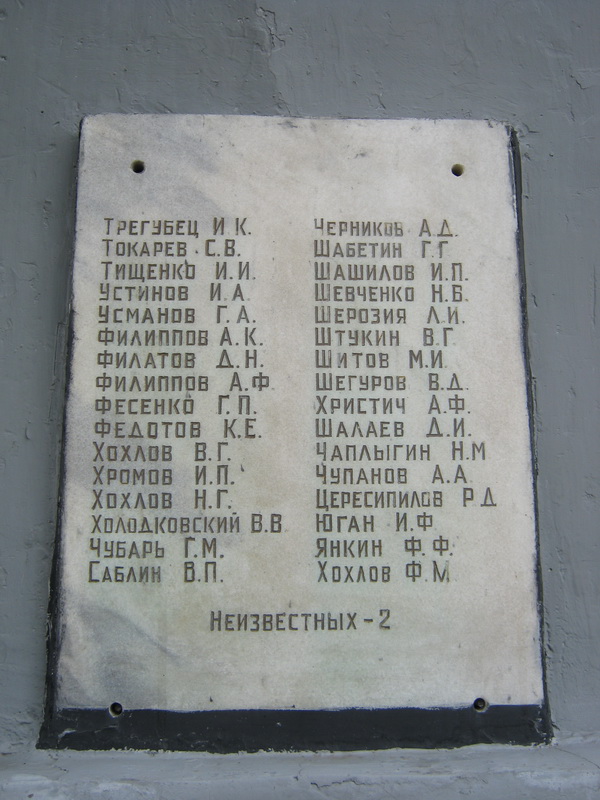 Трегубец И.К.
Токарев С.В.
Тищенко И.И.
Устинов И.А.
Усманов Г.А.
Филиппов А.К.
Филатов Д.Н.
Филиппов А.Ф.
Фесенко Г.П.
Федотов К.Е.
Хохлов В.Г.
Хромов И.П.
Хохлов Н.Г.
Холодковский В.В
Чубарь Г.М.
Саблин В.П.
Черников А.Д.
Шабетин Г.Г
Шашилов И.П.
Шевченко Н.Б.
Шерозия Л.И.
Штукин В.Г
Шитов М.И.
Шегуров В.Д.
Христич А.Ф.
Шалаев Д.И.
Чаплыгин Н.М
Чупанов А.А
Цересипилов Р.Д
Юган И.Ф
Янкин Ф.Ф.
Хохлов Ф.М
Неизвестных - 2